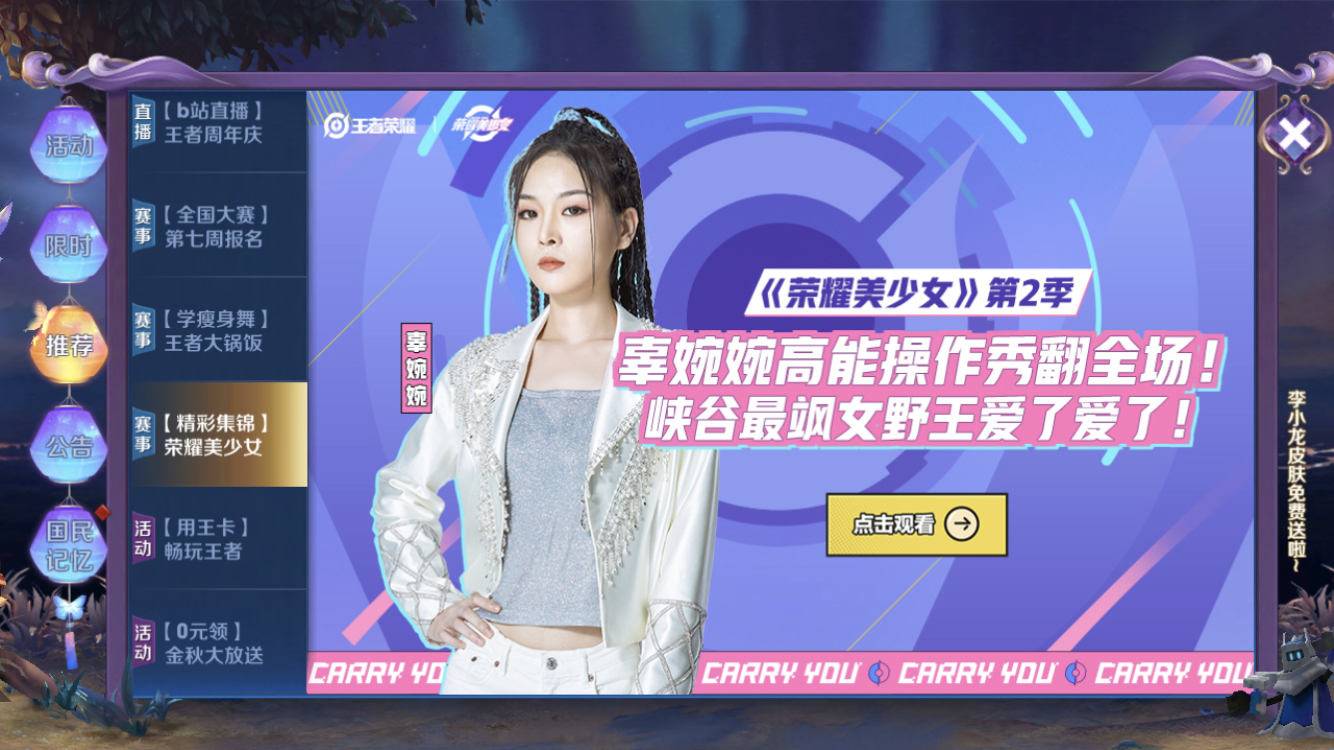 活动
限时
推荐
公告
国民
记忆
直播
【b站直播】
王者周年庆
赛事
【全国大赛】
第七周报名
赛事
【学瘦身舞】
王者大锅饭
赛事
【精彩集锦】
荣耀美少女
活动
【用王卡】
畅玩王者
活动
【0元领】
金秋大放送
王者荣耀
荣耀美少女
辜婉婉
《荣耀美少女》第2季
辜婉婉高能操作秀翻全场！
峡谷最飒女野王爱了爱了！
点击观看
CARRY YO
CARRY YOU
CARRY YOU
CARRY YOU
李小龙皮肤免费送啦~